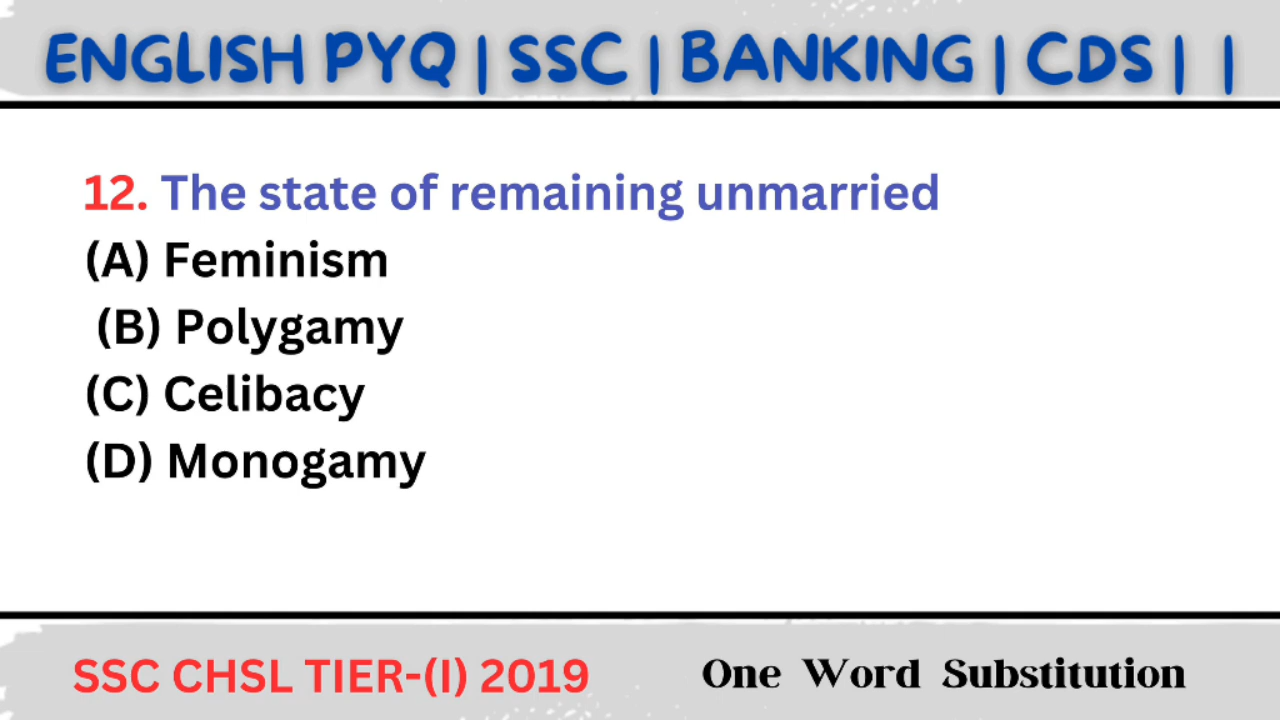 ENGLISH PYQ | SSC | BANKING | CDS | |
12. The state of remaining unmarried
(A) Feminism
(B) Polygamy
(C) Celibacy
(D) Monogamy
SSC CHSL TIER-(I) 2019 One Word Substitution